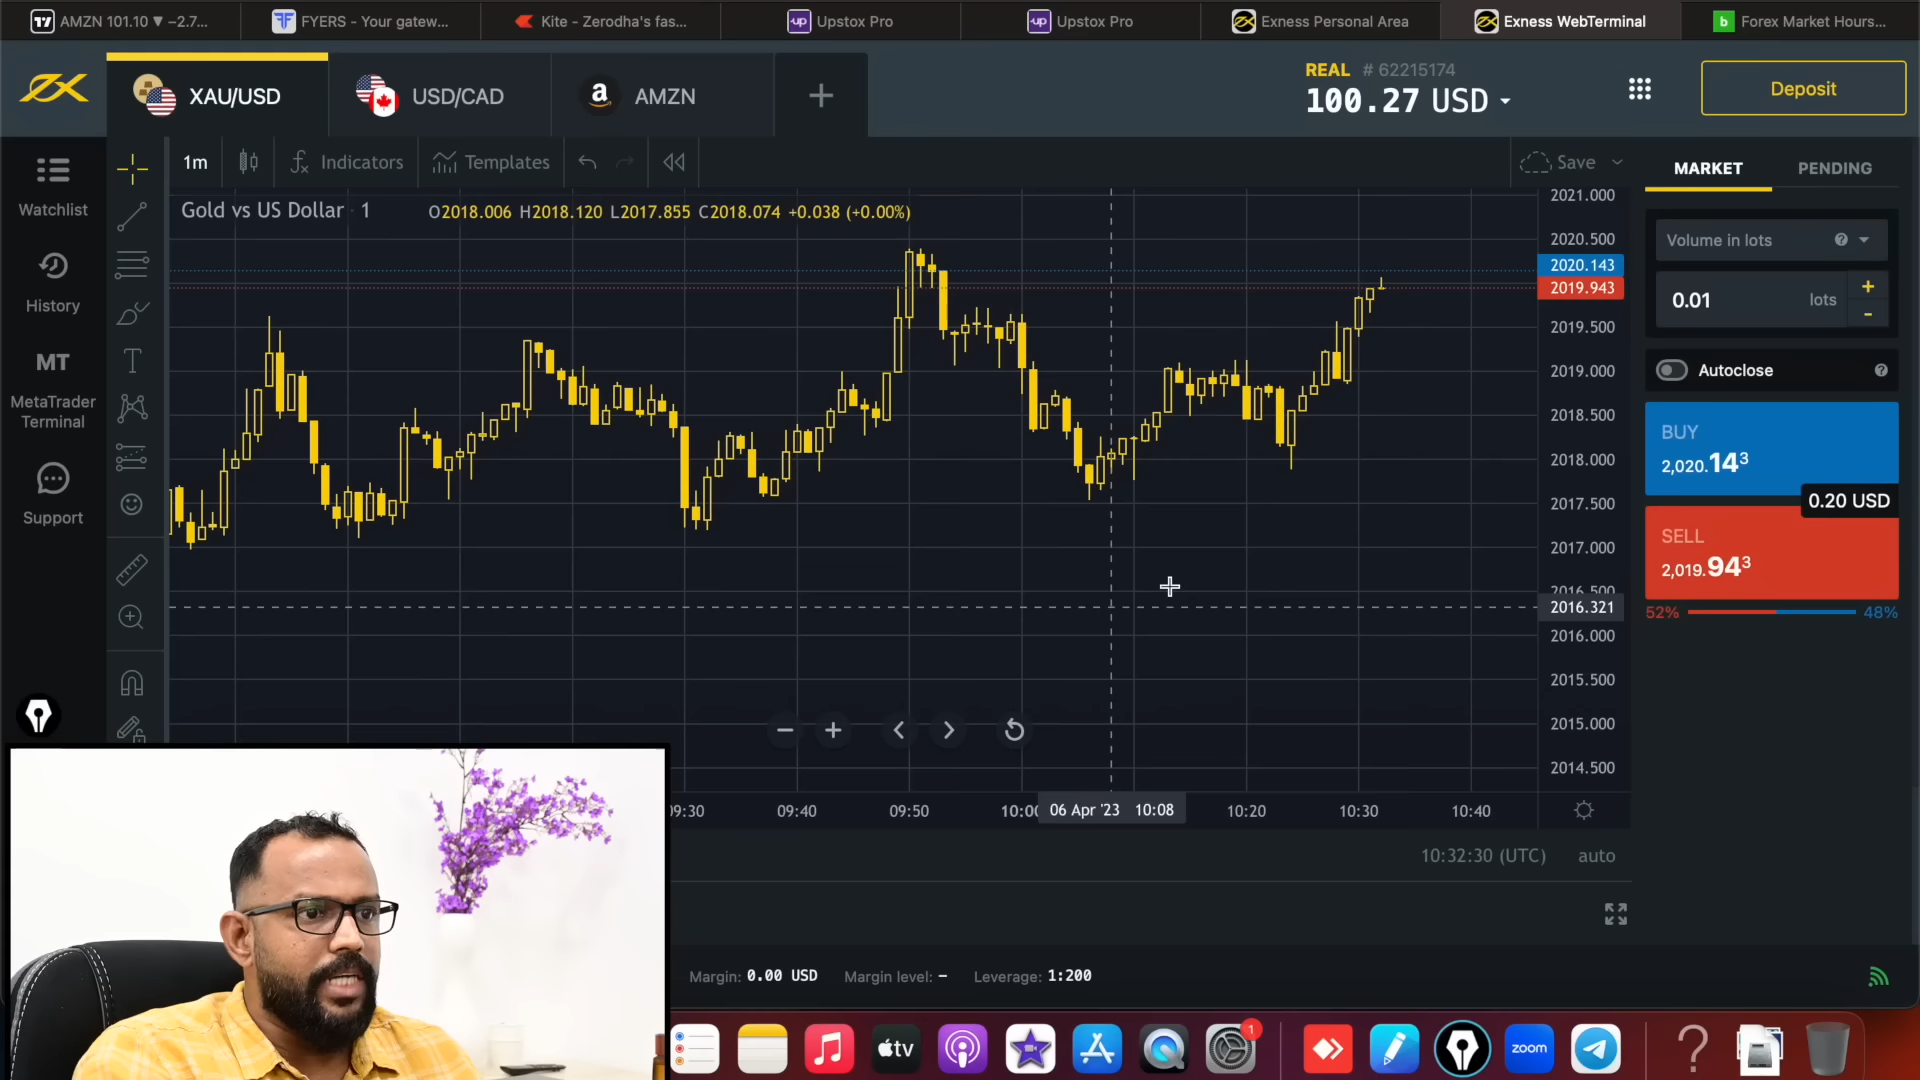 AMZN 101.10 ▼ −2.7...
FYERS - Your gatew...
Kite - Zerodha's fas...
Upstox Pro
Upstox Pro
Exness Personal Area
Exness WebTerminal
Forex Market Hours...
XAU/USD
USD/CAD
AMZN
REAL # 62215174
100.27 USD
Deposit
1m
Indicators
Templates
Save
MARKET
PENDING
Watchlist
History
MT
MetaTrader
Terminal
Support
Gold vs US Dollar · 1
O2018.006 H2018.120 L2017.855 C2018.074 +0.038 (+0.00%)
2021.000
2020.500
2020.143
2019.943
2019.500
2019.000
2018.500
2018.000
2017.500
2017.000
2016.500
2016.321
2016.000
2015.500
2015.000
2014.500
Volume in lots
0.01 lots
Autoclose
BUY
2,020.143
0.20 USD
SELL
2,019.943
52%
48%
09:40
09:50
06 Apr '23 10:08
10:20
10:30
10:40
10:32:30 (UTC)
auto
Margin: 0.00 USD
Margin level: –
Leverage: 1:200
tv
1
zoom